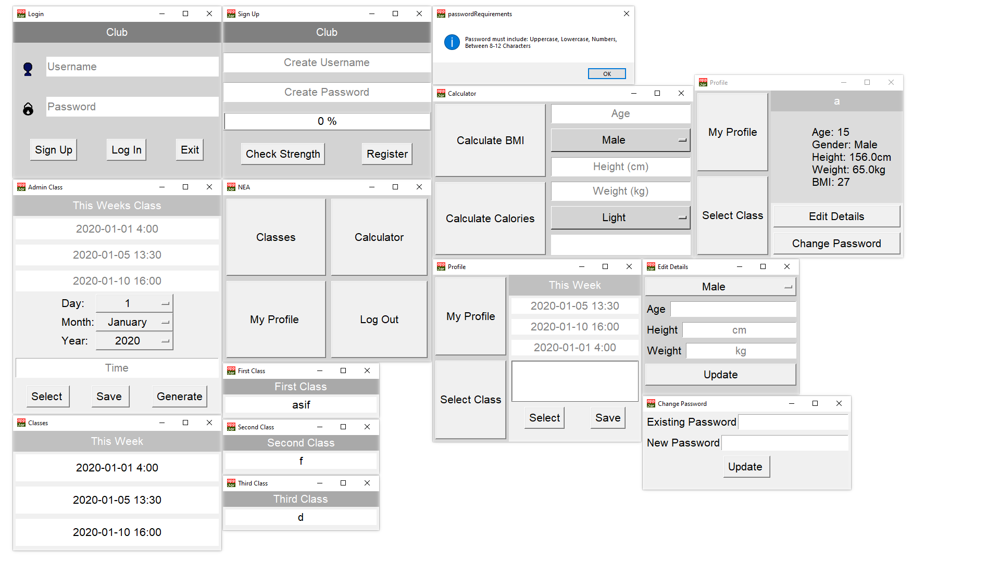 Login
Club
Username
Password
Sign Up
Log In
Exit
Sign Up
Club
Create Username
Create Password
0 %
Check Strength
Register
passwordRequirements
Password must include: Uppercase, Lowercase, Numbers,
Between 8-12 Characters
OK
Calculator
Calculate BMI
Calculate Calories
Age
Male
Height (cm)
Weight (kg)
Light
Profile
My Profile
Select Class
a
Age: 15
Gender: Male
Height: 156.0cm
Weight: 65.0kg
BMI: 27
Edit Details
Change Password
Admin Class
This Weeks Class
2020-01-01 4:00
2020-01-05 13:30
2020-01-10 16:00
Day: 1
Month: January
Year: 2020
Time
Select
Save
Generate
NEA
Classes
Calculator
My Profile
Log Out
Profile
My Profile
Select Class
This Week
2020-01-05 13:30
2020-01-10 16:00
2020-01-01 4:00
Select
Save
Edit Details
Male
Age
Height cm
Weight kg
Update
First Class
First Class
asif
Second Class
Second Class
f
Third Class
Third Class
d
Change Password
Existing Password
New Password
Update
Classes
This Week
2020-01-01 4:00
2020-01-05 13:30
2020-01-10 16:00